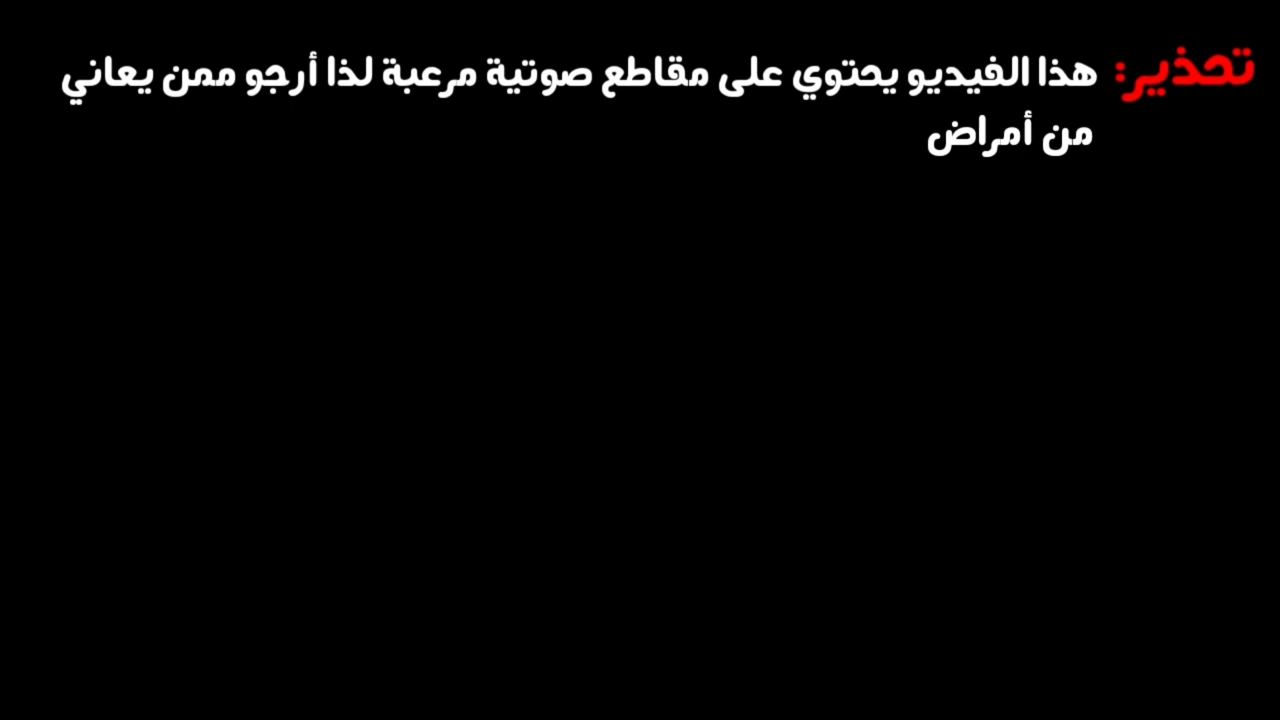 تحذير: هذا الفيديو يحتوي على مقاطع صوتية مرعبة لذا أرجو ممن يعاني
من أمراض